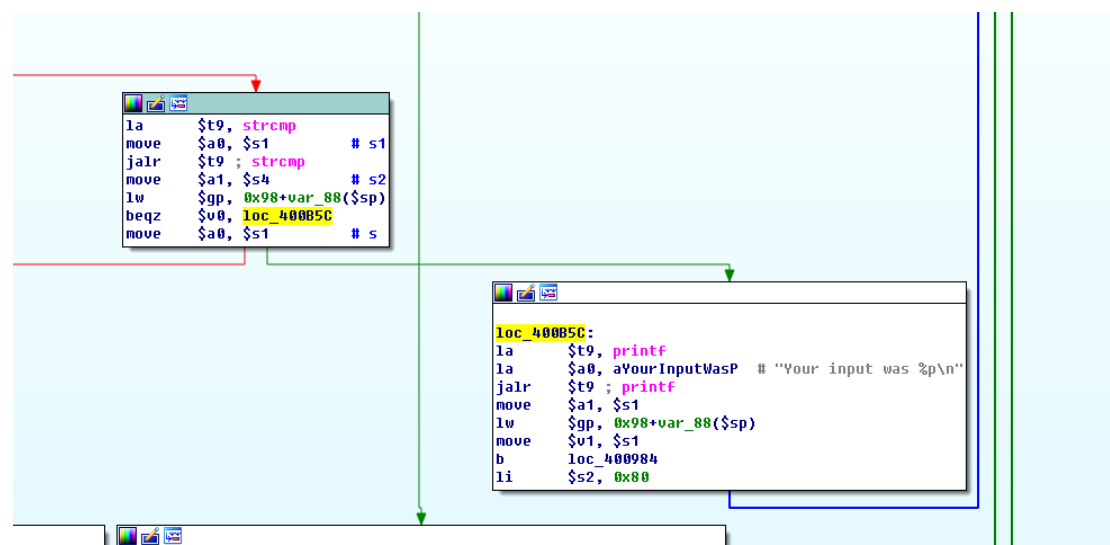 la $t9, strcmp
move $a0, $s1 # s1
jalr $t9 ; strcmp
move $a1, $s4 # s2
lw $gp, 0x98+var_88($sp)
beqz $v0, loc_400B5C
move $a0, $s1 # s
loc_400B5C:
la $t9, printf
la $a0, aYourInputWasP # "Your input was %p\n"
jalr $t9 ; printf
move $a1, $s1
lw $gp, 0x98+var_88($sp)
move $v1, $s1
b loc_400984
li $s2, 0x80